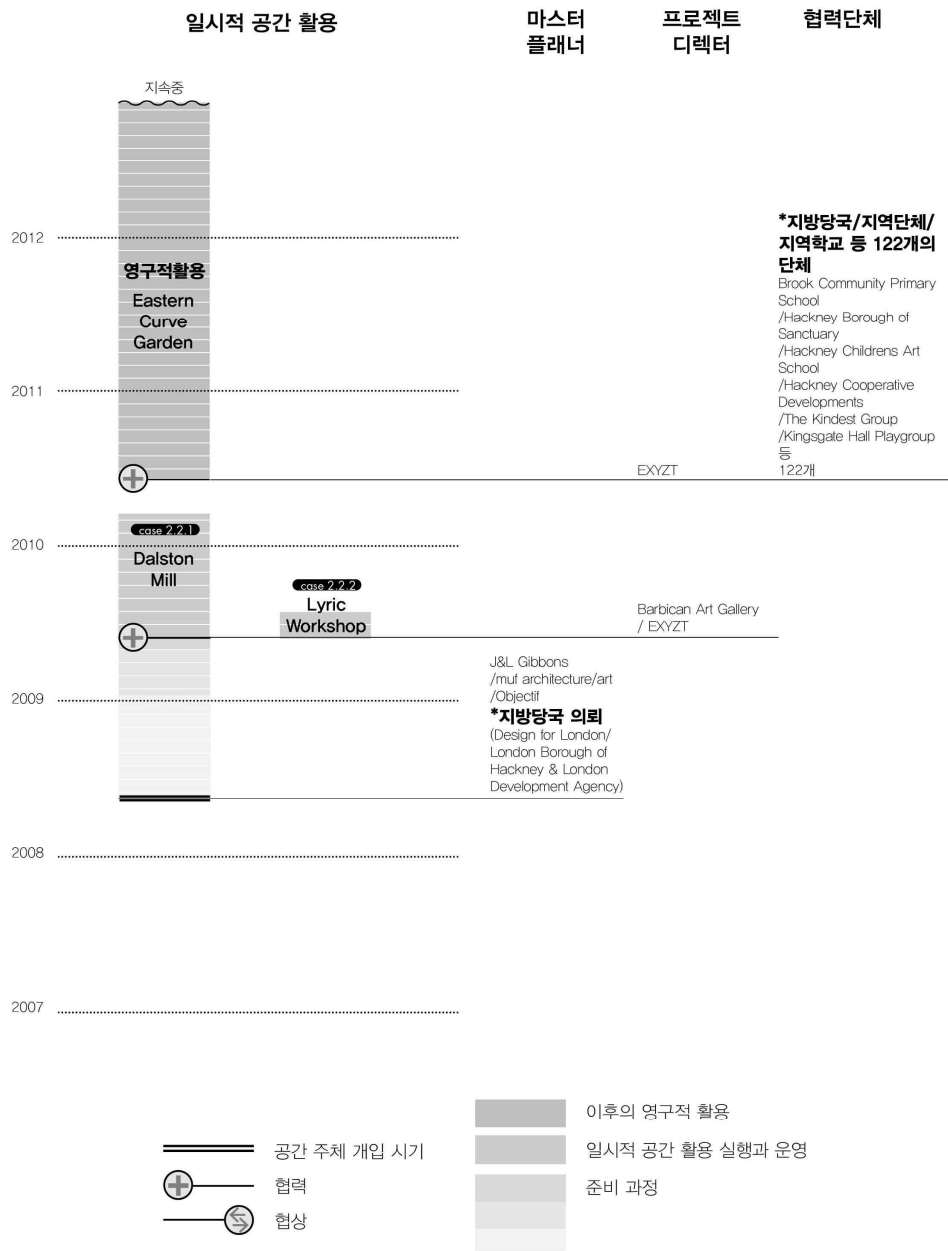 일시적 공간 활용
마스터
플래너
프로젝트
디렉터
협력단체
지속중
2012
영구적활용
Eastern
Curve
Garden
*지방당국/지역단체/
지역학교 등 122개의
단체
Brook Community Primary
School
/Hackney Borough of
Sanctuary
/Hackney Childrens Art
School
/Hackney Cooperative
Developments
/The Kindest Group
/Kingsgate Hall Playgroup
등
122개
2011
EXYZT
case 2.2.1
2010
Dalston
Mill
case 2.2.2
Lyric
Workshop
Barbican Art Gallery
/ EXYZT
J&L Gibbons
/muf architecture/art
/Objectif
*지방당국 의뢰
(Design for London/
London Borough of
Hackney & London
Development Agency)
2009
2008
2007
공간 주체 개입 시기
협력
협상
이후의 영구적 활용
일시적 공간 활용 실행과 운영
준비 과정